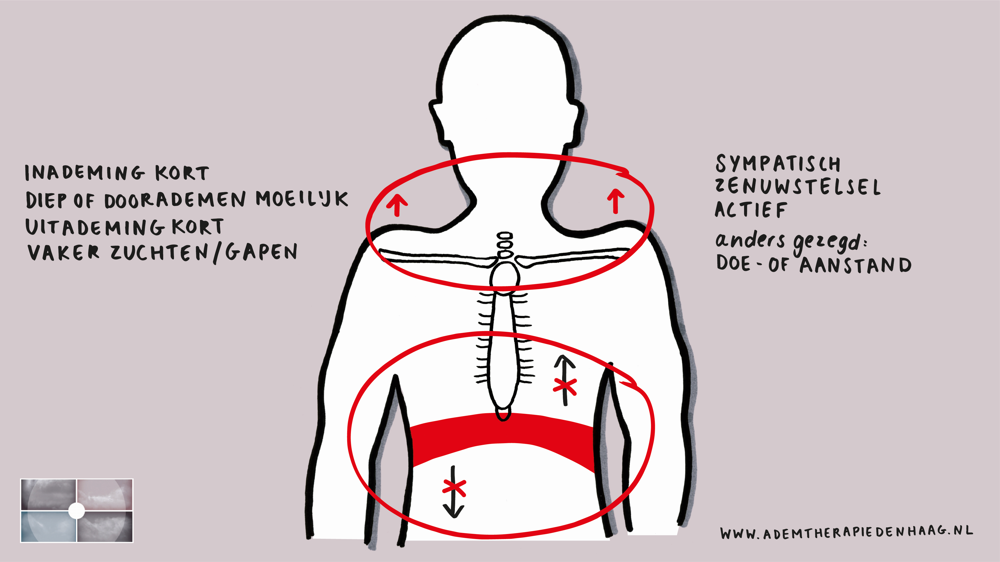 INADEMING KORT
DIEP OF DOORADEMEN MOEILIJK
UITADEMING KORT
VAKER ZUCHTEN/GAPEN
SYMPATISCH
ZENUWSTELSEL
ACTIEF
anders gezegd:
DOE - OF AANSTAND
WWW.ADEMTHERAPIEDENHAAG.NL